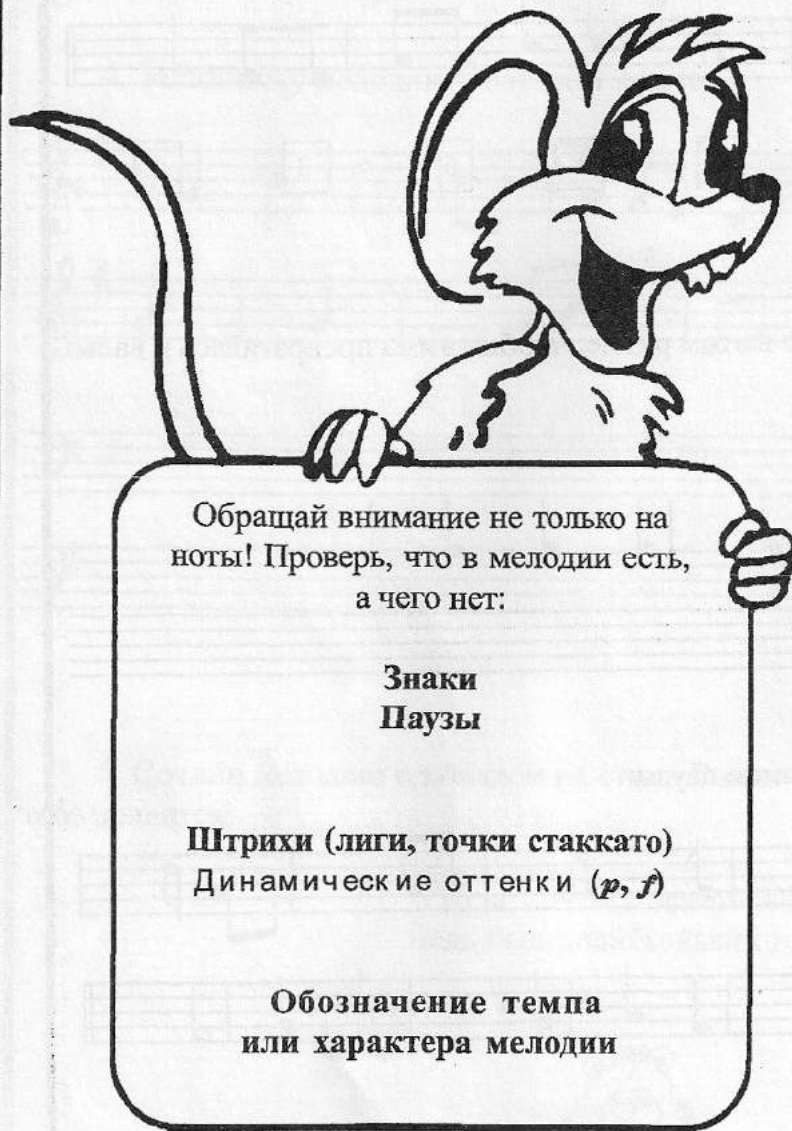 Обращай внимание не только на
ноты! Проверь, что в мелодии есть,
а чего нет:
Знаки
Паузы
Штрихи (лиги, точки стаккато)
Динамические оттенки (p, f)
Обозначение темпа
или характера мелодии